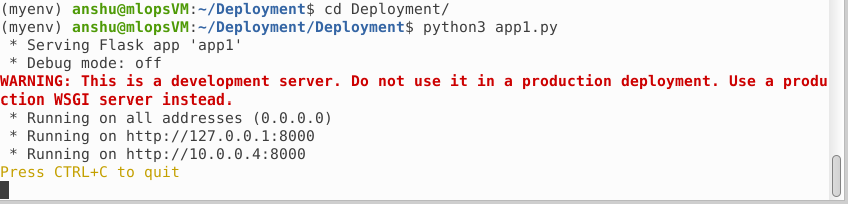 (myenv) anshu@mlopsVM:~/Deployment$ cd Deployment/
(myenv) anshu@mlopsVM:~/Deployment/Deployment$ python3 app1.py
 * Serving Flask app 'app1'
 * Debug mode: off
WARNING: This is a development server. Do not use it in a production deployment. Use a produ
ction WSGI server instead.
 * Running on all addresses (0.0.0.0)
 * Running on http://127.0.0.1:8000
 * Running on http://10.0.0.4:8000
Press CTRL+C to quit